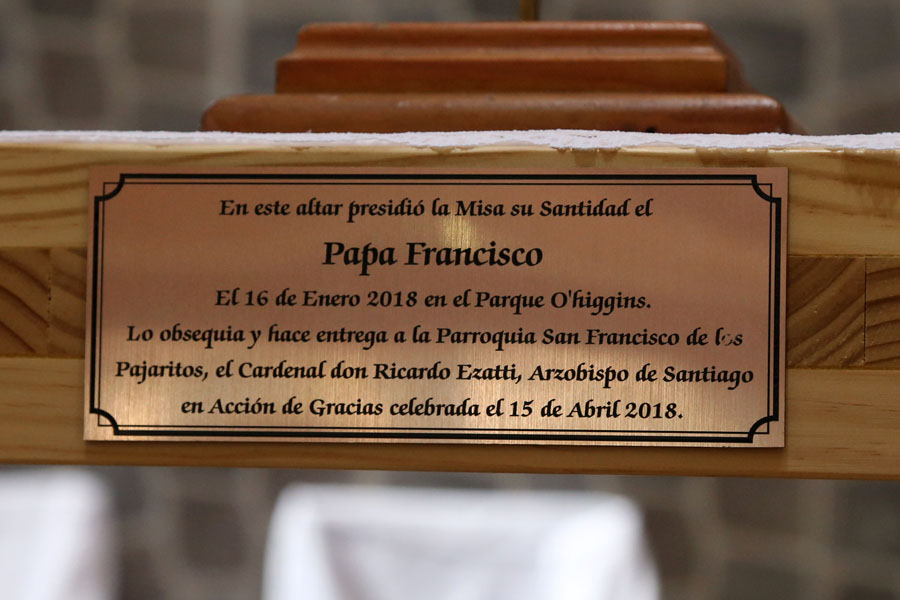 En este altar presidió la Misa su Santidad el
Papa Francisco
El 16 de Enero 2018 en el Parque O'higgins.
Lo obsequia y hace entrega a la Parroquia San Francisco de los
Pajaritos, el Cardenal don Ricardo Ezatti, Arzobispo de Santiago
en Acción de Gracias celebrada el 15 de Abril 2018.